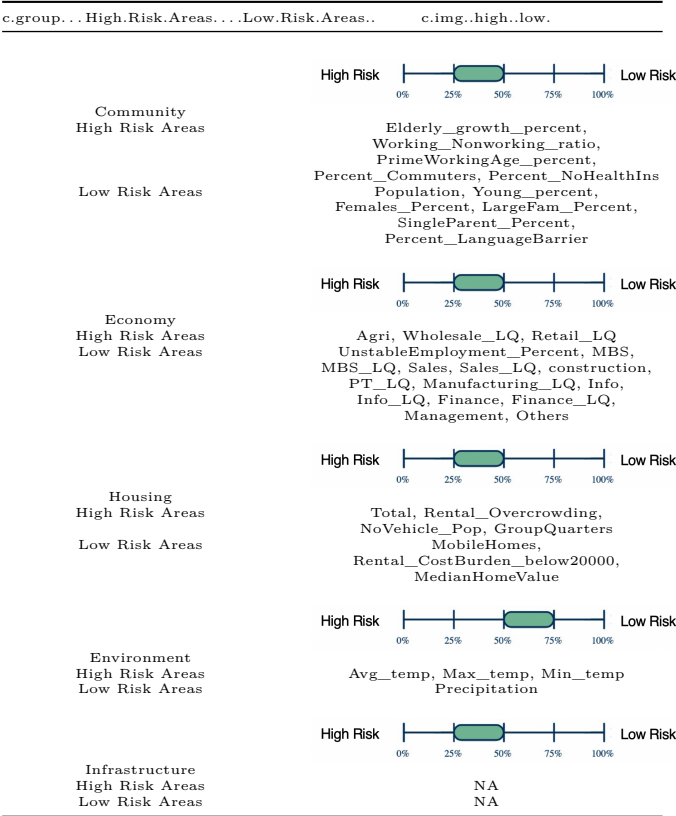 c.group...High.Risk.Areas....Low.Risk.Areas.. c.img..high..low.
High Risk Low Risk
0% 25% 50% 75% 100%
Community
High Risk Areas Elderly_growth_percent,
Working_Nonworking_ratio,
PrimeWorkingAge_percent,
Percent_Commuters, Percent_NoHealthIns
Low Risk Areas Population, Young_percent,
Females_Percent, LargeFam_Percent,
SingleParent_Percent,
Percent_LanguageBarrier
High Risk Low Risk
0% 25% 50% 75% 100%
Economy
High Risk Areas Agri, Wholesale_LQ, Retail_LQ
Low Risk Areas UnstableEmployment_Percent, MBS,
MBS_LQ, Sales, Sales_LQ, construction,
PT_LQ, Manufacturing_LQ, Info,
Info_LQ, Finance, Finance_LQ,
Management, Others
High Risk Low Risk
0% 25% 50% 75% 100%
Housing
High Risk Areas Total, Rental_Overcrowding,
NoVehicle_Pop, GroupQuarters
Low Risk Areas MobileHomes,
Rental_CostBurden_below20000,
MedianHomeValue
High Risk Low Risk
0% 25% 50% 75% 100%
Environment
High Risk Areas Avg_temp, Max_temp, Min_temp
Low Risk Areas Precipitation
High Risk Low Risk
0% 25% 50% 75% 100%
Infrastructure
High Risk Areas NA
Low Risk Areas NA